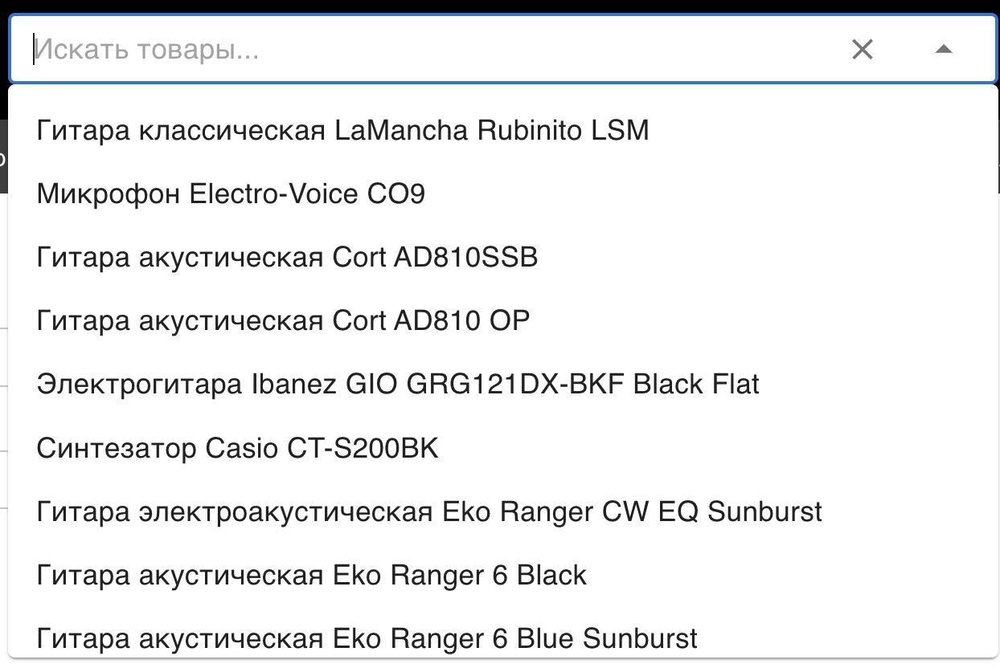 Искать товары...
Гитара классическая LaMancha Rubinito LSM
Микрофон Electro-Voice CO9
Гитара акустическая Cort AD810SSB
Гитара акустическая Cort AD810 OP
Электрогитара Ibanez GIO GRG121DX-BKF Black Flat
Синтезатор Casio CT-S200BK
Гитара электроакустическая Eko Ranger CW EQ Sunburst
Гитара акустическая Eko Ranger 6 Black
Гитара акустическая Eko Ranger 6 Blue Sunburst